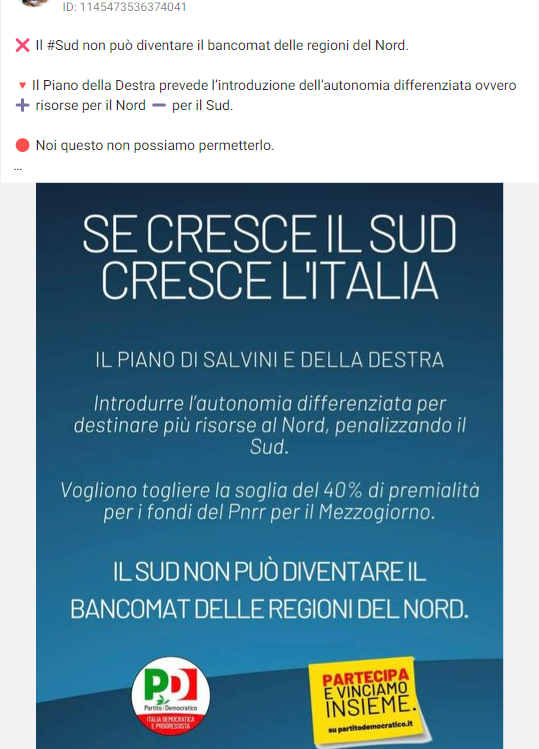 ID: 1145473536374041
❌ Il #Sud non può diventare il bancomat delle regioni del Nord.
🔻Il Piano della Destra prevede l'introduzione dell'autonomia differenziata ovvero
➕ risorse per il Nord ➖ per il Sud.
🔴 Noi questo non possiamo permetterlo.
...
SE CRESCE IL SUD
CRESCE L'ITALIA
IL PIANO DI SALVINI E DELLA DESTRA
Introdurre l'autonomia differenziata per
destinare più risorse al Nord, penalizzando il
Sud.
Vogliono togliere la soglia del 40% di premialità
per i fondi del Pnrr per il Mezzogiorno.
IL SUD NON PUÒ DIVENTARE IL
BANCOMAT DELLE REGIONI DEL NORD.
PD
Partito Democratico
ITALIA DEMOCRATICA
E PROGRESSISTA
PARTECIPA
E VINCIAMO
INSIEME.
su partitodemocratico.it